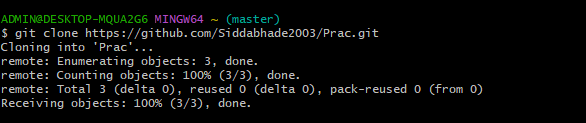 ADMIN@DESKTOP-MQUA2G6 MINGW64 ~ (master)
$ git clone https://github.com/Siddabhade2003/Prac.git
Cloning into 'Prac'...
remote: Enumerating objects: 3, done.
remote: Counting objects: 100% (3/3), done.
remote: Total 3 (delta 0), reused 0 (delta 0), pack-reused 0 (from 0)
Receiving objects: 100% (3/3), done.